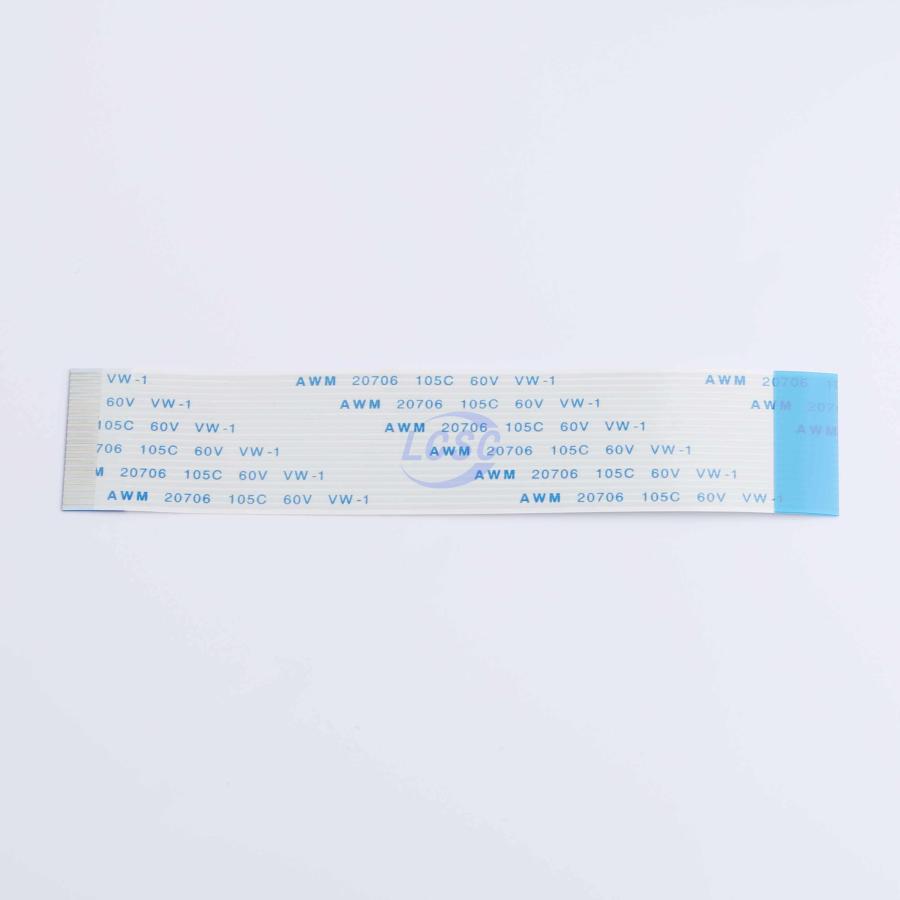 VW-1 AWM 20706 105C 60V VW-1 AWM 20706
60V VW-1 AWM 20706 105C 60V VW-1 AWM 207
105C 60V VW-1 AWM 20706 105C 60V VW-1 AWM
706 105C 60V VW-1 AWM 20706 105C 60V VW-1
M 20706 105C 60V VW-1 AWM 20706 105C 60V VW-1
AWM 20706 105C 60V VW-1 AWM 20706 105C 60V VW-1
LCSC